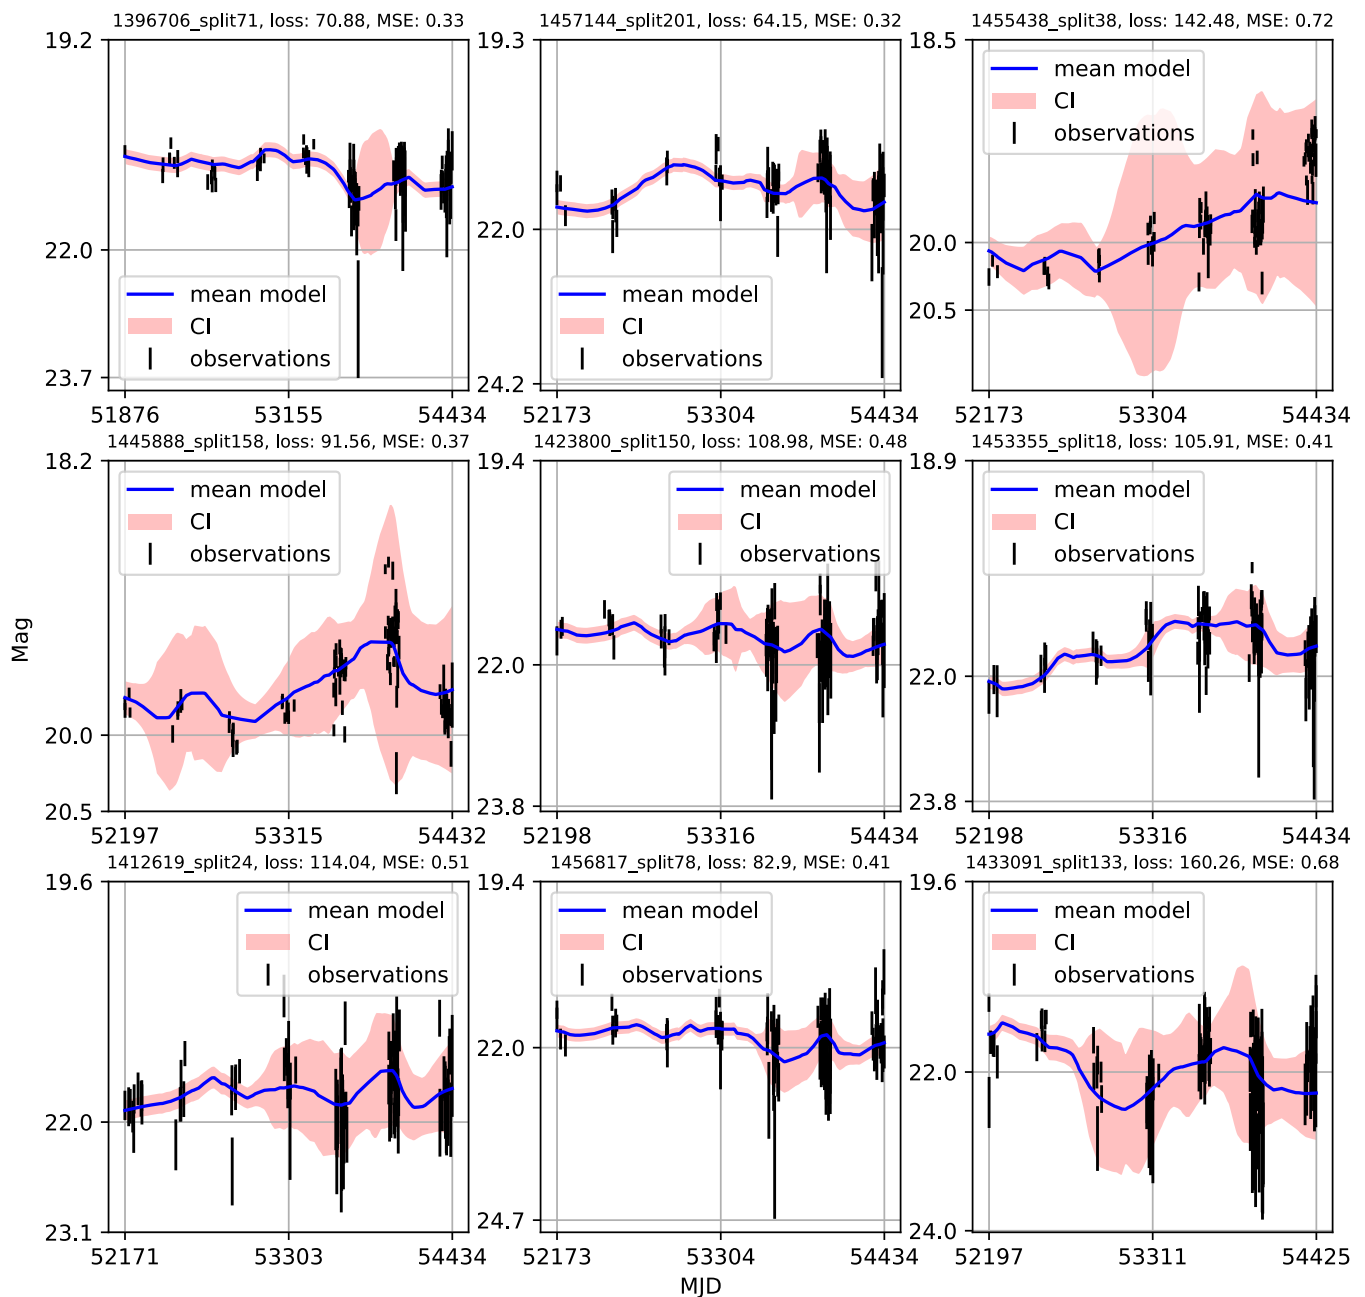 1396706_split71, loss: 70.88, MSE: 0.33
19.2
22.0
23.7
mean model
CI
observations
51876
53155
54434
1457144_split201, loss: 64.15, MSE: 0.32
19.3
22.0
24.2
mean model
CI
observations
52173
53304
54434
1455438_split38, loss: 142.48, MSE: 0.72
18.5
20.0
20.5
mean model
CI
observations
52173
53304
54434
1445888_split158, loss: 91.56, MSE: 0.37
18.2
20.0
20.5
mean model
CI
observations
52197
53315
54432
1423800_split150, loss: 108.98, MSE: 0.48
19.4
22.0
23.8
mean model
CI
observations
52198
53316
54434
1453355_split18, loss: 105.91, MSE: 0.41
18.9
22.0
23.8
mean model
CI
observations
52198
53316
54434
Mag
1412619_split24, loss: 114.04, MSE: 0.51
19.6
22.0
23.1
mean model
CI
observations
52171
53303
54434
1456817_split78, loss: 82.9, MSE: 0.41
19.4
22.0
24.7
mean model
CI
observations
52173
53304
54434
1433091_split133, loss: 160.26, MSE: 0.68
19.6
22.0
24.0
mean model
CI
observations
52197
53311
54425
MJD